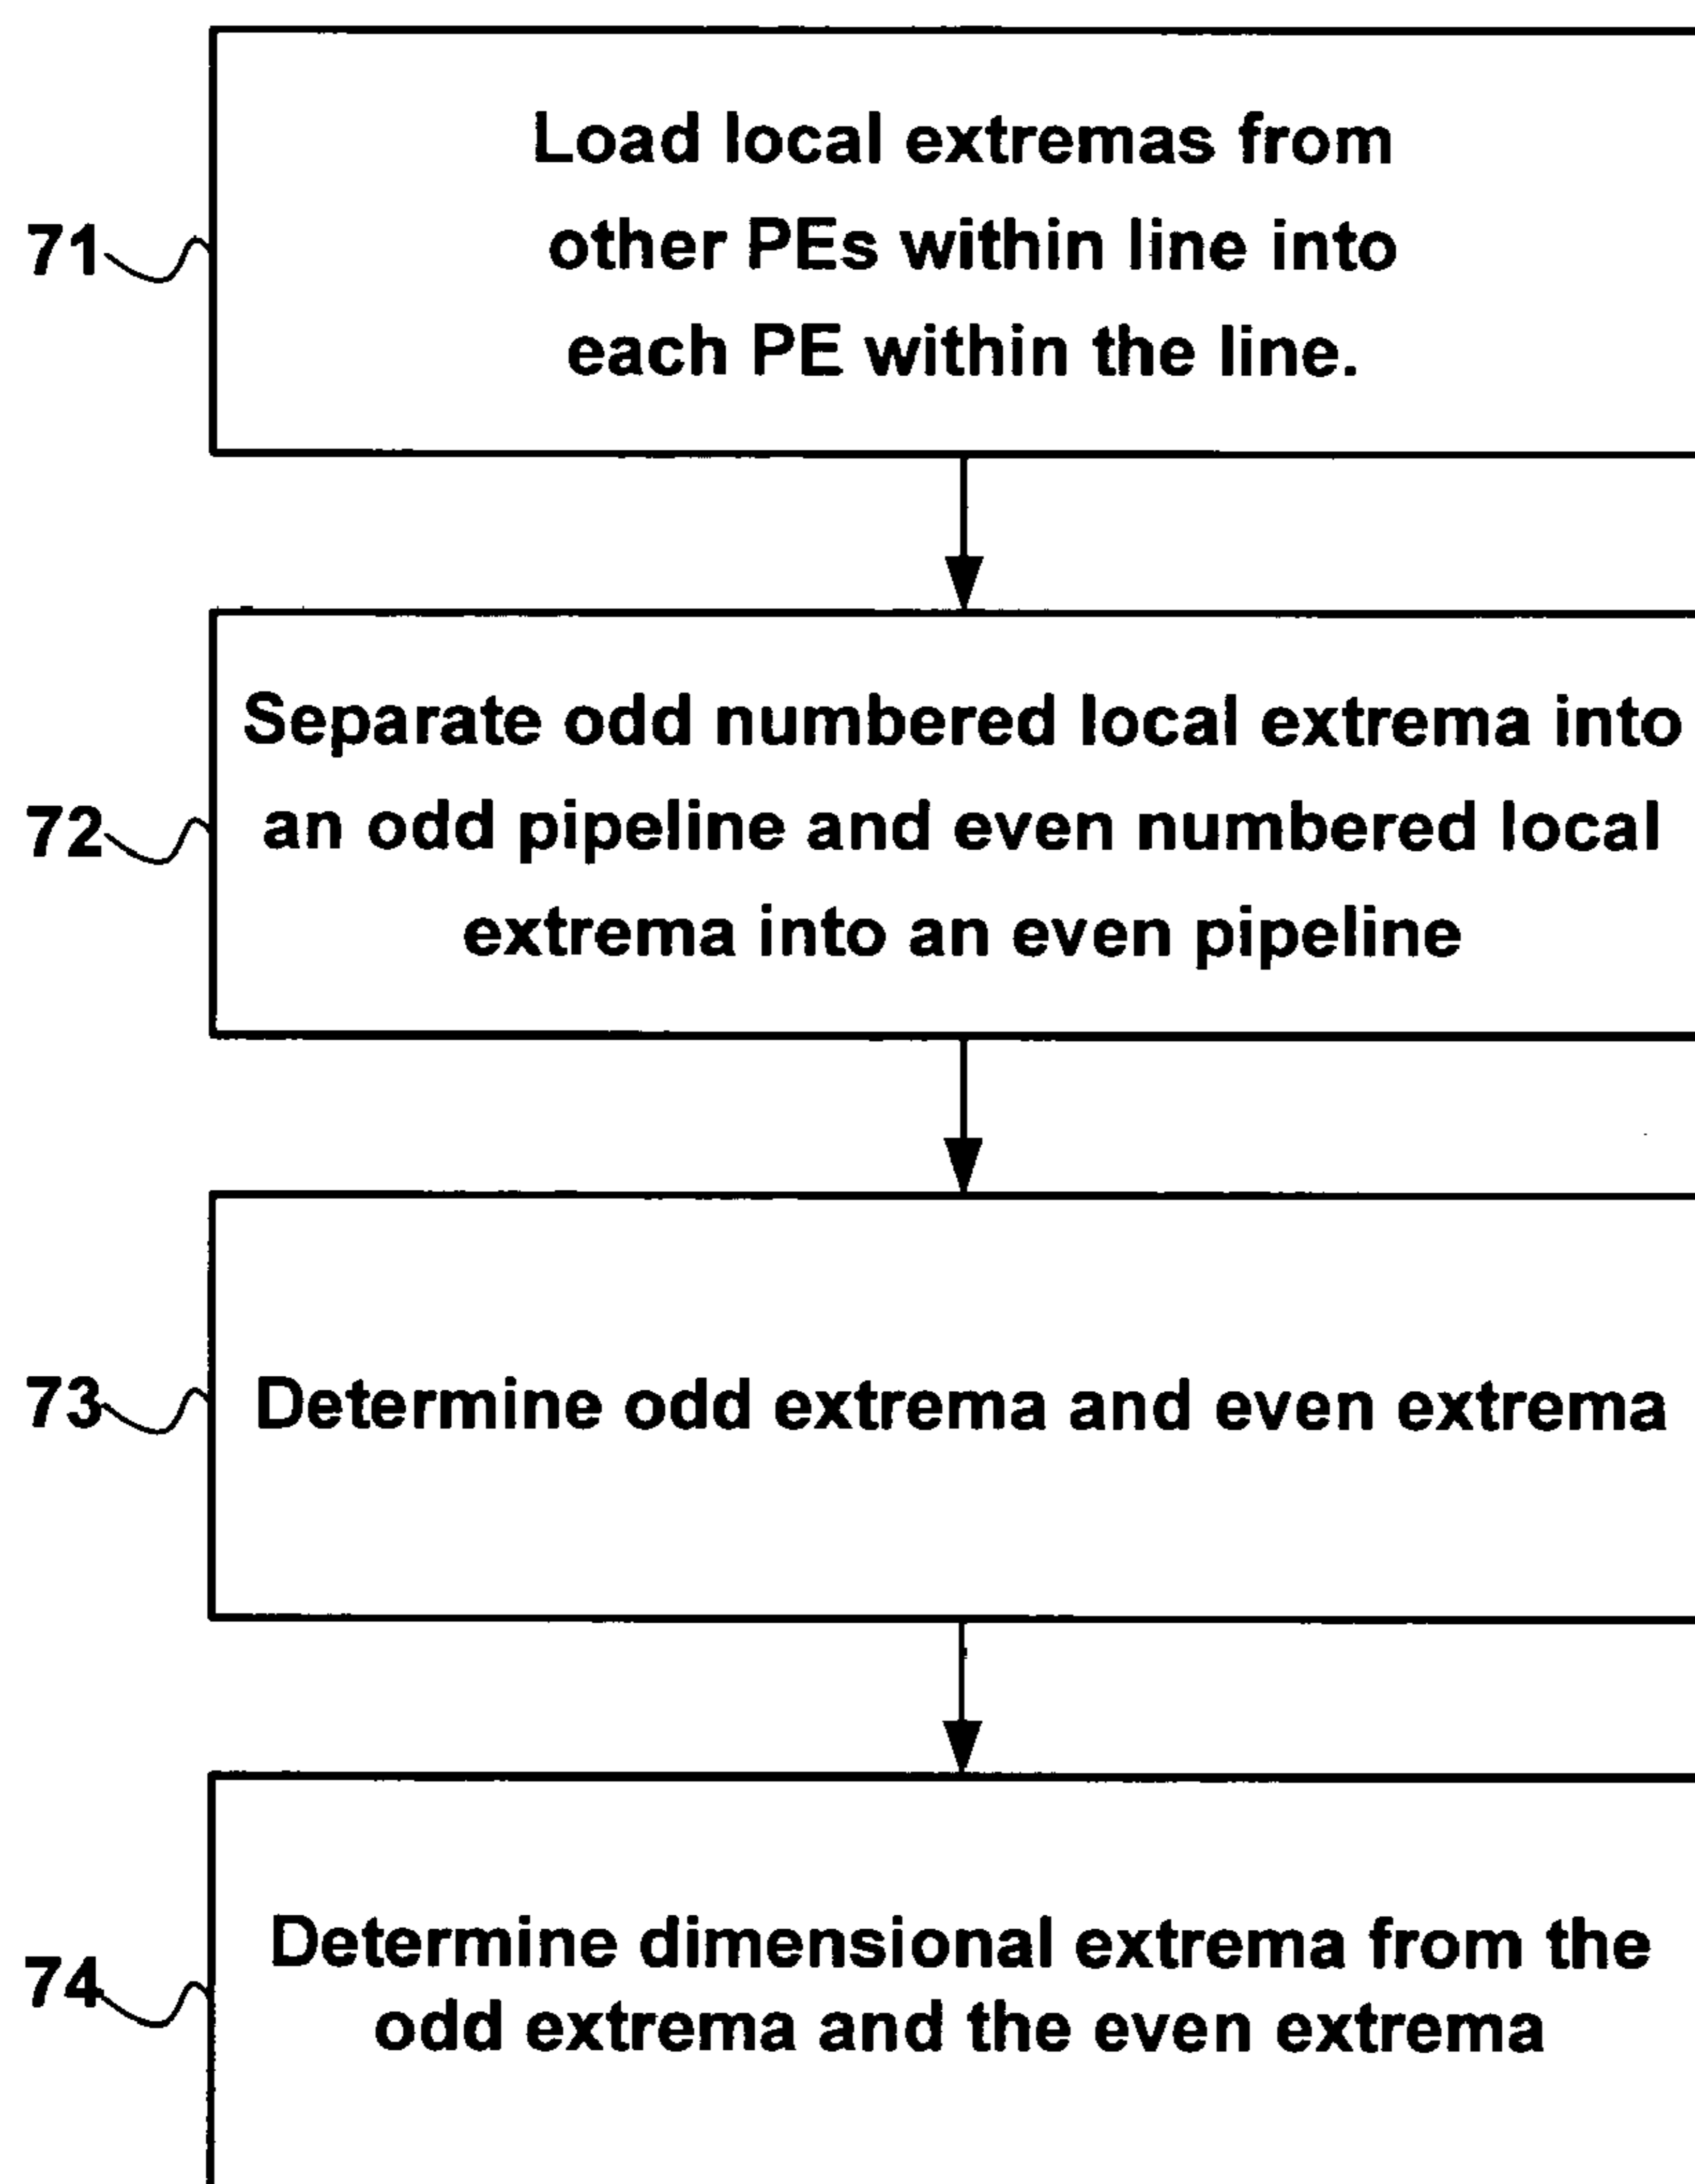 Load local extremas from
other PEs within line into
each PE within the line.
71
Separate odd numbered local extrema into
an odd pipeline and even numbered local
extrema into an even pipeline
72
Determine odd extrema and even extrema
73
Determine dimensional extrema from the
odd extrema and the even extrema
74